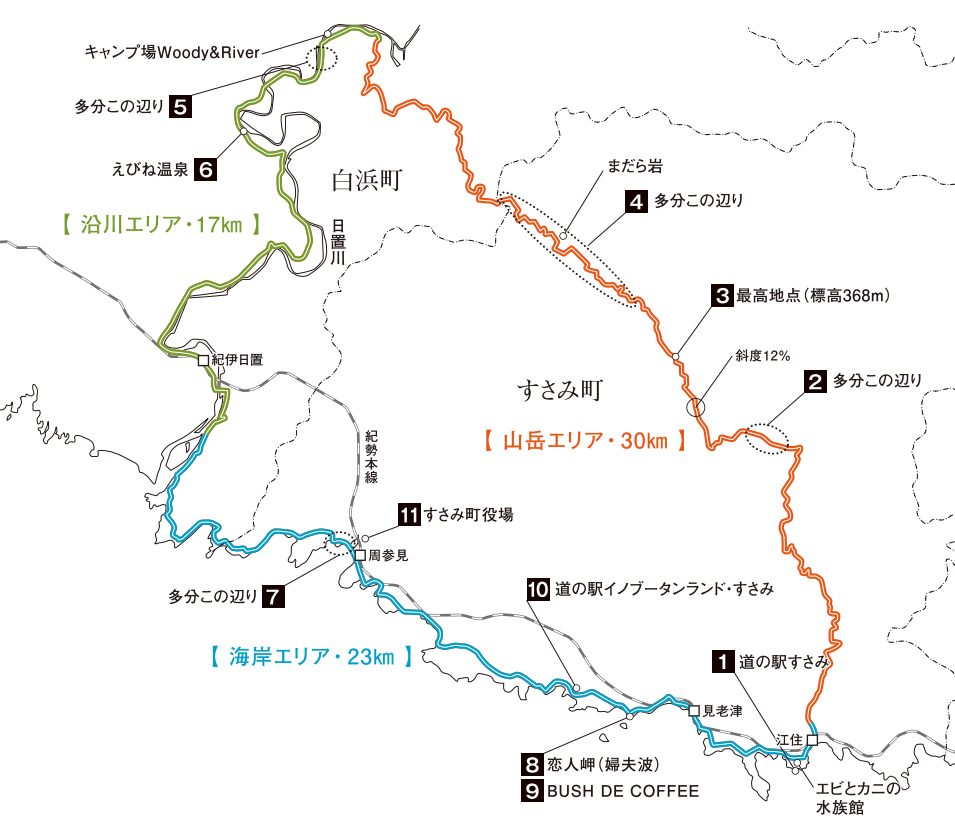 キャンプ場Woody&River
多分この辺り 5
えびね温泉 6
白浜町
まだら岩
4 多分この辺り
【 沿川エリア・17km 】
日置川
3 最高地点（標高368m）
紀伊日置
斜度12%
2 多分この辺り
すさみ町
【 山岳エリア・30km 】
紀勢本線
11 すさみ町役場
周参見
多分この辺り 7
10 道の駅イノブータンランド・すさみ
【 海岸エリア・23km 】
1 道の駅すさみ
見老津
江住
8 恋人岬（婦夫波）
9 BUSH DE COFFEE
エビとカニの
水族館